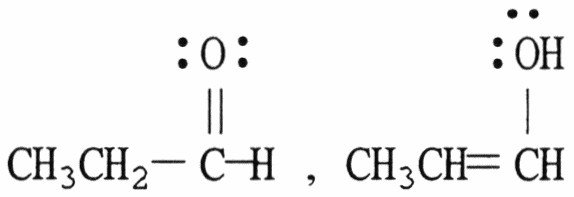 :O:
||
CH₃CH₂—C—H , CH₃CH=CH
|
:OH